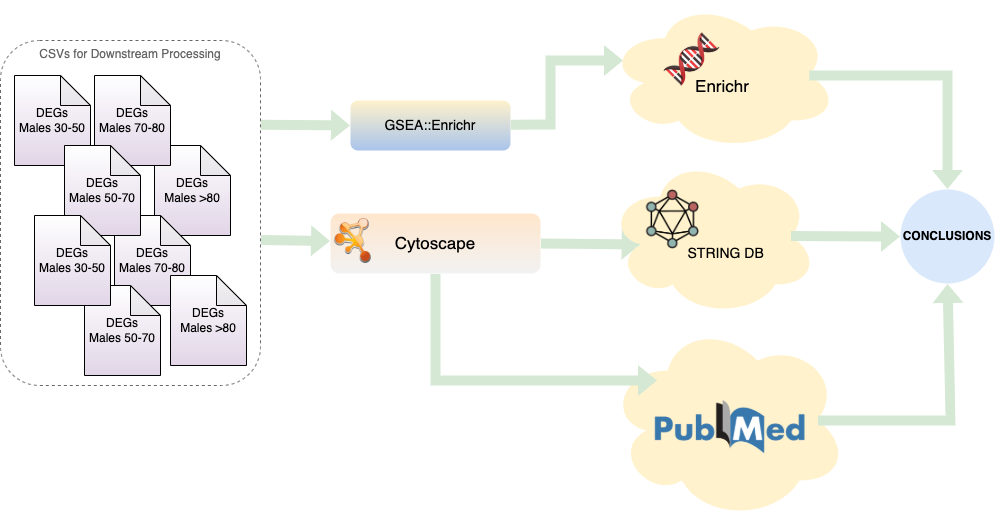 CSVs for Downstream Processing
DEGs
Males 30-50
DEGs
Males 70-80
DEGs
Males 50-70
DEGs
Males >80
DEGs
Males 30-50
DEGs
Males 70-80
DEGs
Males 50-70
DEGs
Males >80
GSEA::Enrichr
Cytoscape
Enrichr
STRING DB
PubMed
CONCLUSIONS